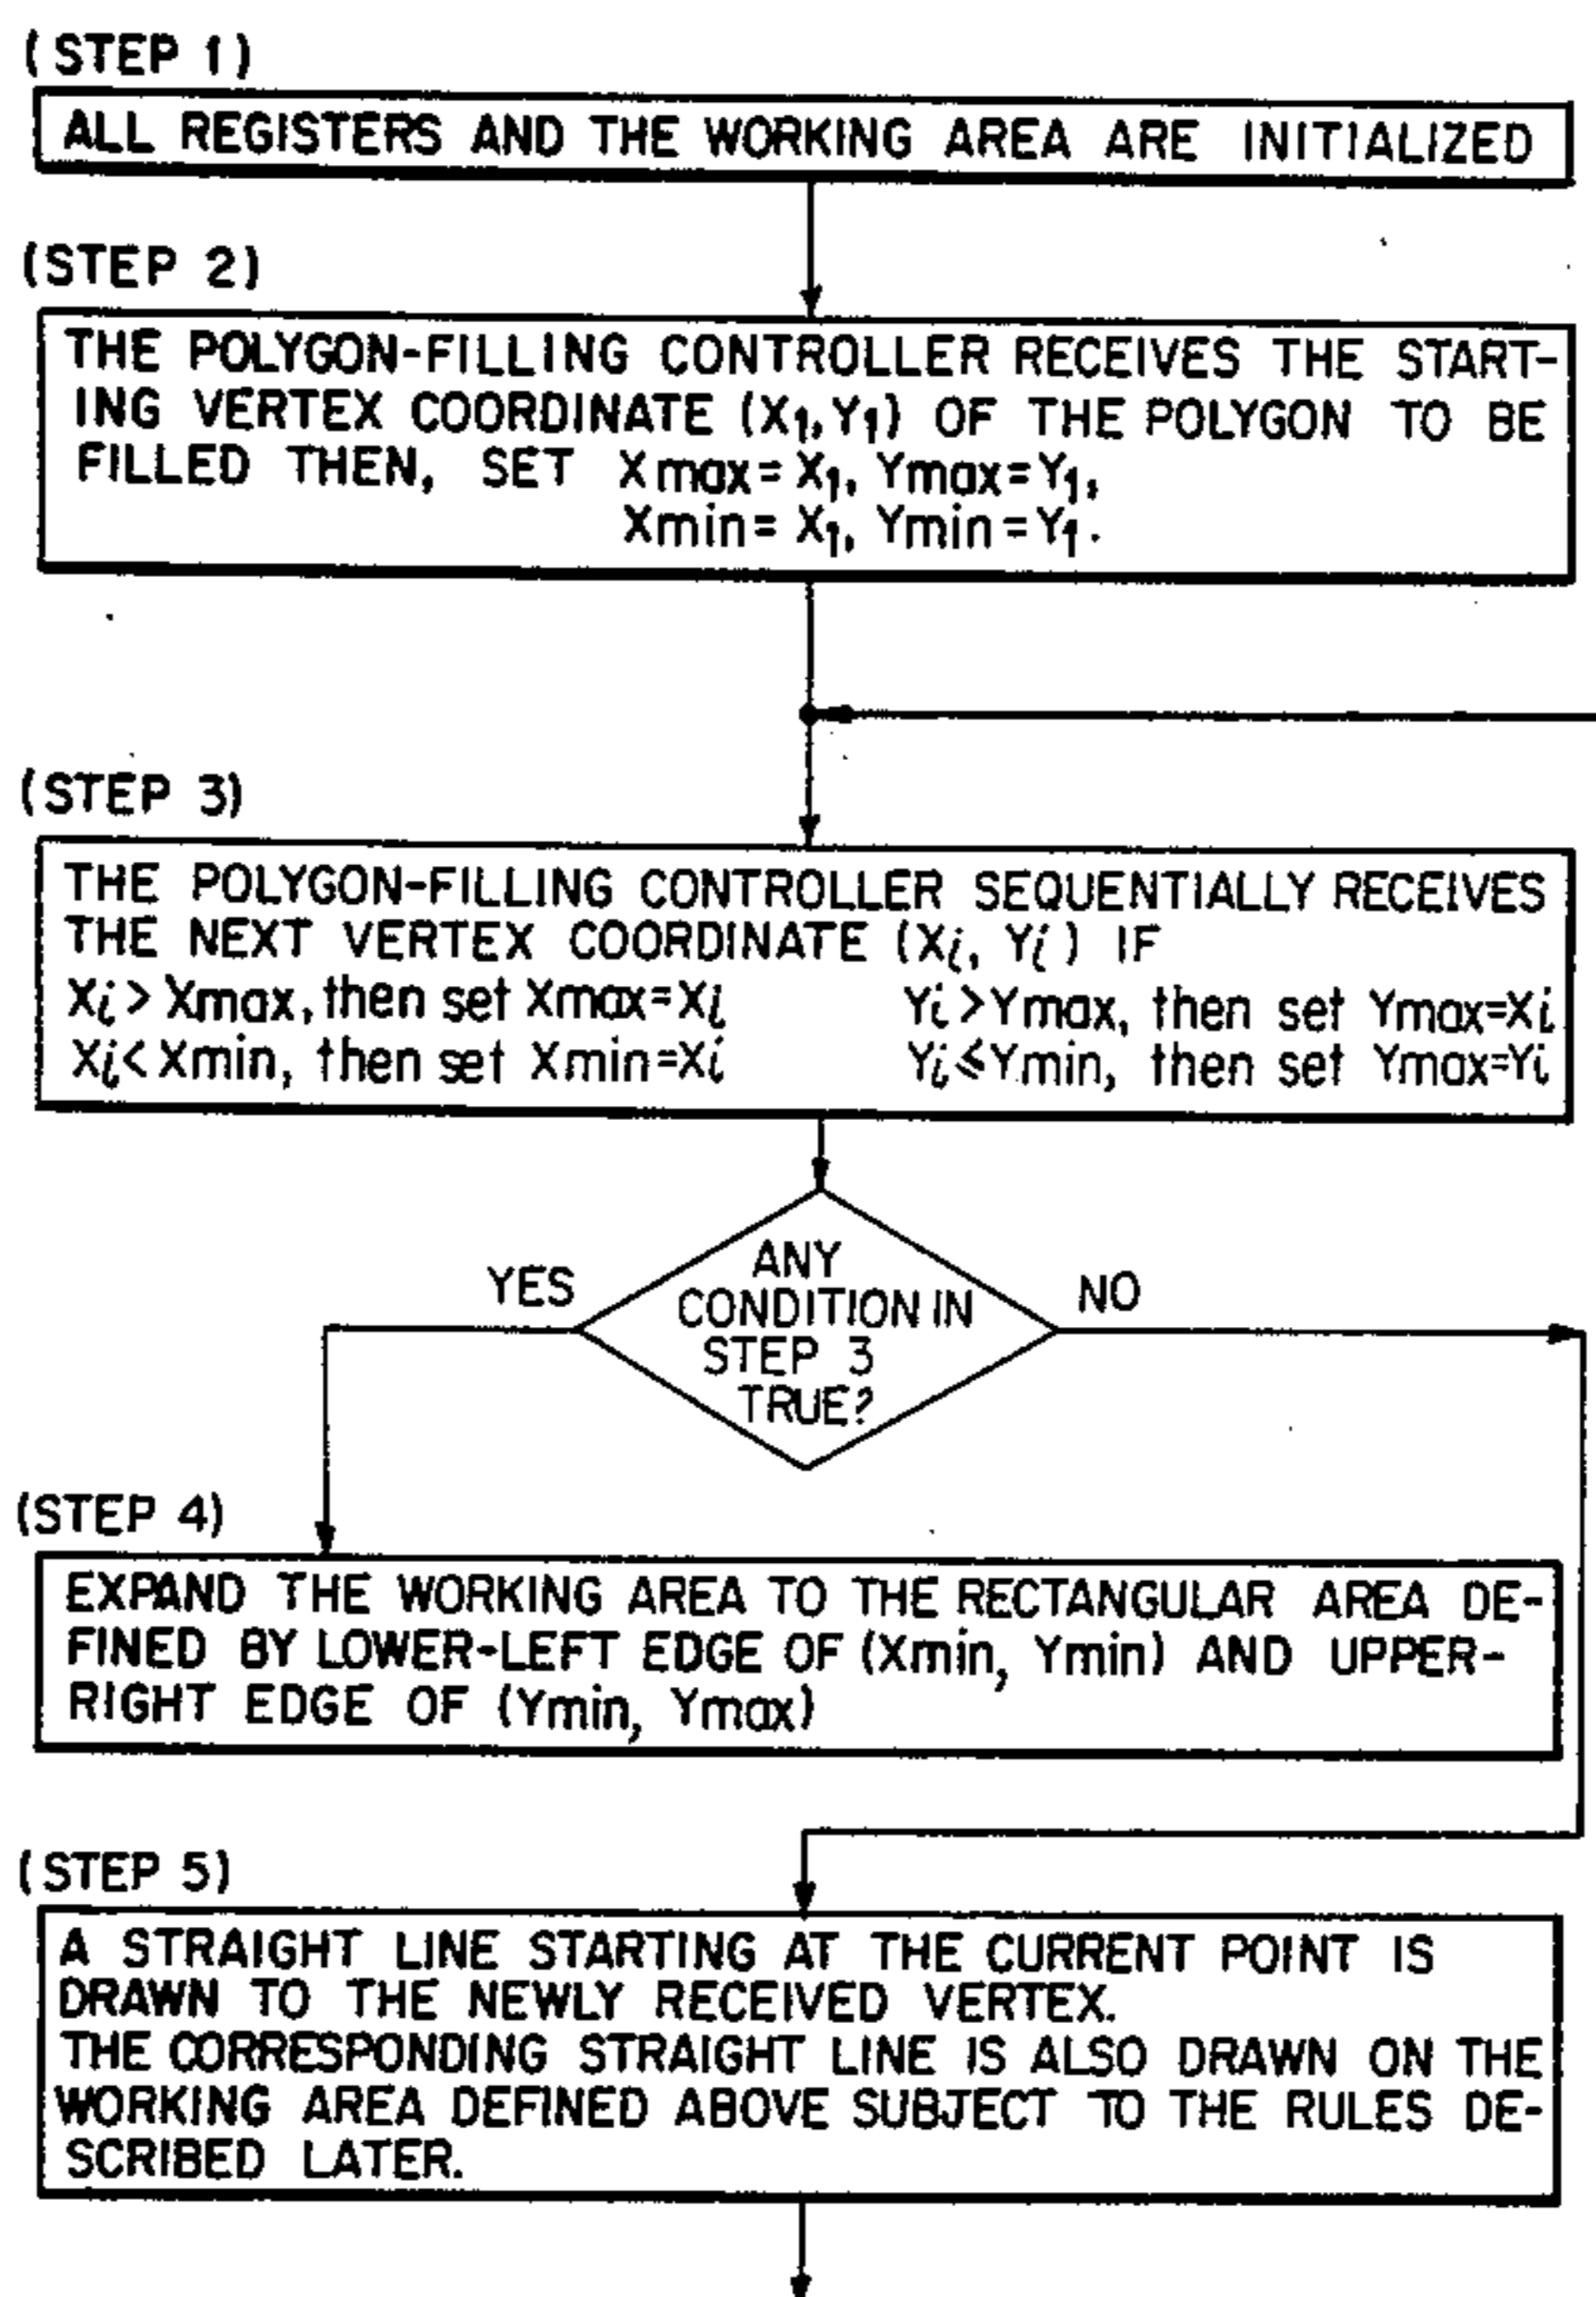 (STEP 1)
ALL REGISTERS AND THE WORKING AREA ARE INITIALIZED
(STEP 2)
THE POLYGON-FILLING CONTROLLER RECEIVES THE START-
ING VERTEX COORDINATE (X1,Y1) OF THE POLYGON TO BE
FILLED THEN, SET Xmax=X1, Ymax=Y1,
Xmin=X1, Ymin=Y1.
(STEP 3)
THE POLYGON-FILLING CONTROLLER SEQUENTIALLY RECEIVES
THE NEXT VERTEX COORDINATE (Xi, Yi) IF
Xi>Xmax, then set Xmax=Xi Yi>Ymax, then set Ymax=Xi
Xi<Xmin, then set Xmin=Xi Yi≤Ymin, then set Ymax=Yi
ANY
CONDITION IN
STEP 3
TRUE?
YES
NO
(STEP 4)
EXPAND THE WORKING AREA TO THE RECTANGULAR AREA DE-
FINED BY LOWER-LEFT EDGE OF (Xmin, Ymin) AND UPPER-
RIGHT EDGE OF (Ymin, Ymax)
(STEP 5)
A STRAIGHT LINE STARTING AT THE CURRENT POINT IS
DRAWN TO THE NEWLY RECEIVED VERTEX.
THE CORRESPONDING STRAIGHT LINE IS ALSO DRAWN ON THE
WORKING AREA DEFINED ABOVE SUBJECT TO THE RULES DE-
SCRIBED LATER.